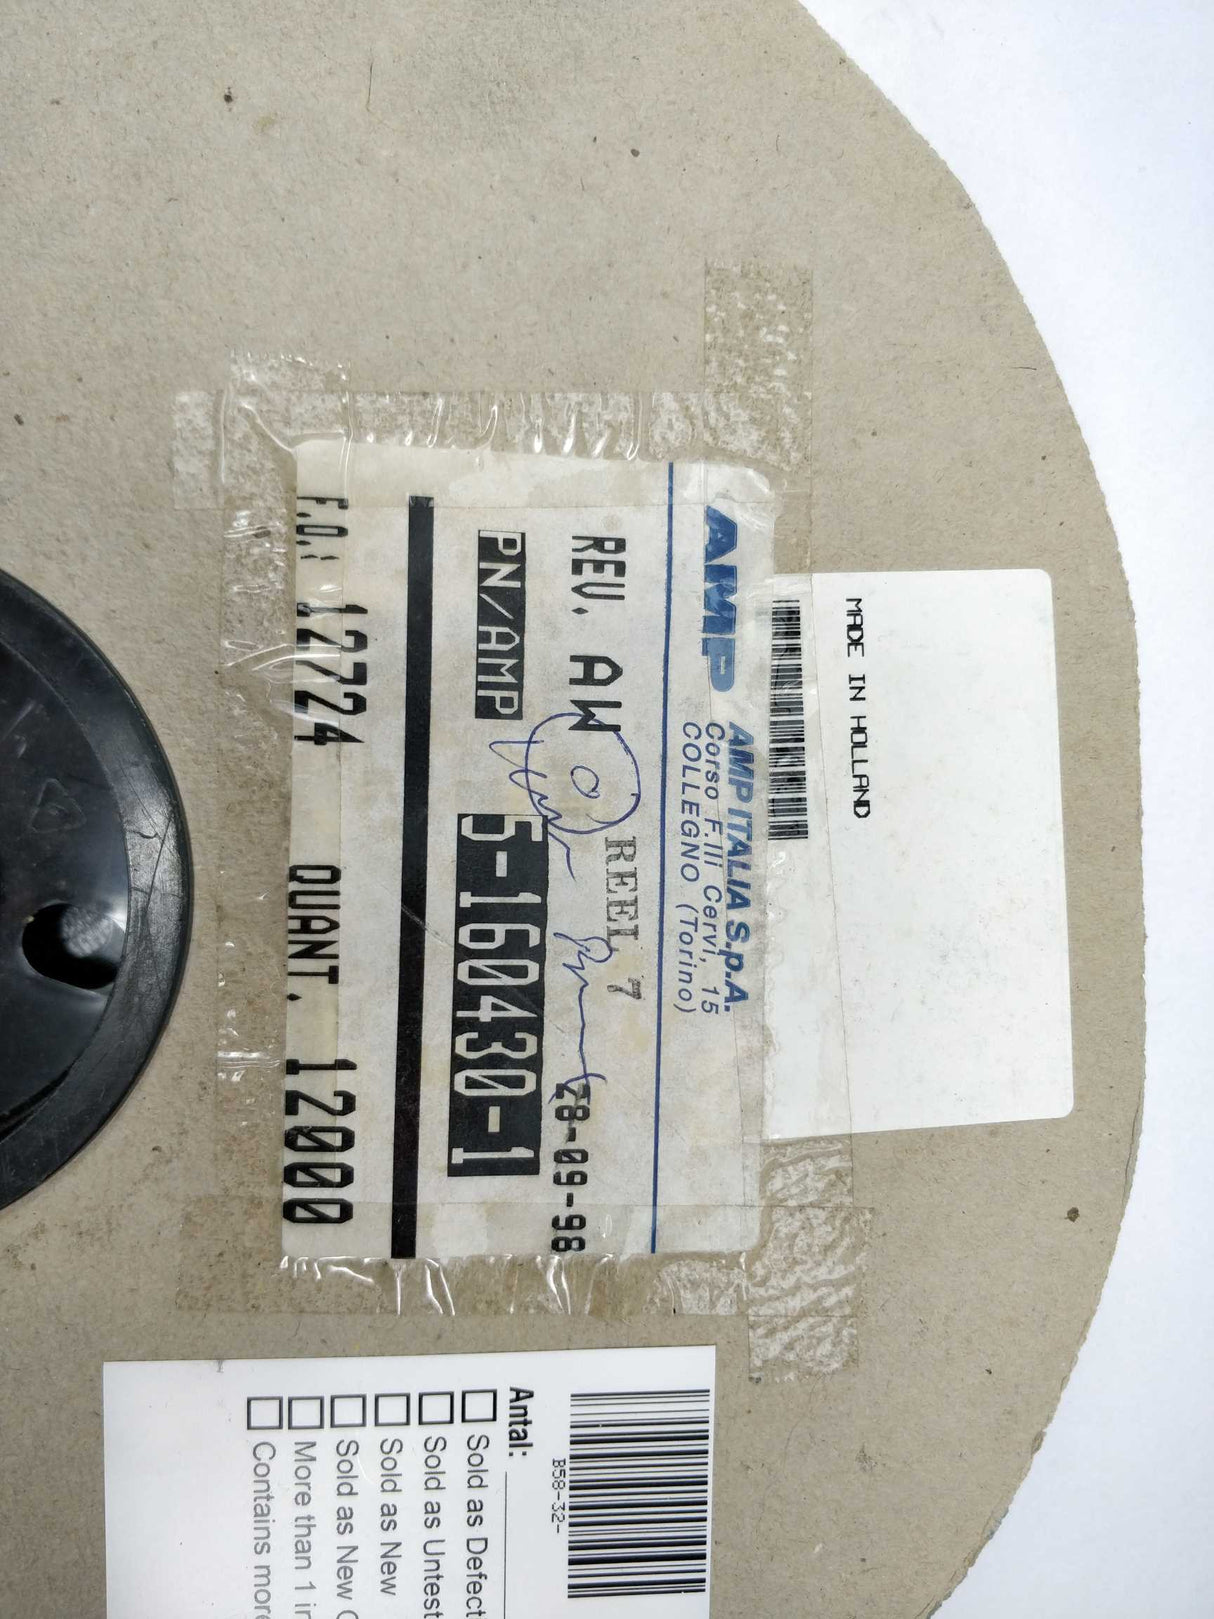 MADE IN HOLLAND
AMP
AMP ITALIA S.p.A.
Corso F.lli Cervi, 15
COLLEGNO (Torino)
REEL 7
REV. AW
28-09-98
PN/AMP 5-160430-1
F.O.: 12724 QUANT. 12000
B58-32-
Antal:
Sold as Defect
Sold as Untest
Sold as New
Sold as New
More than 1 in
Contains more